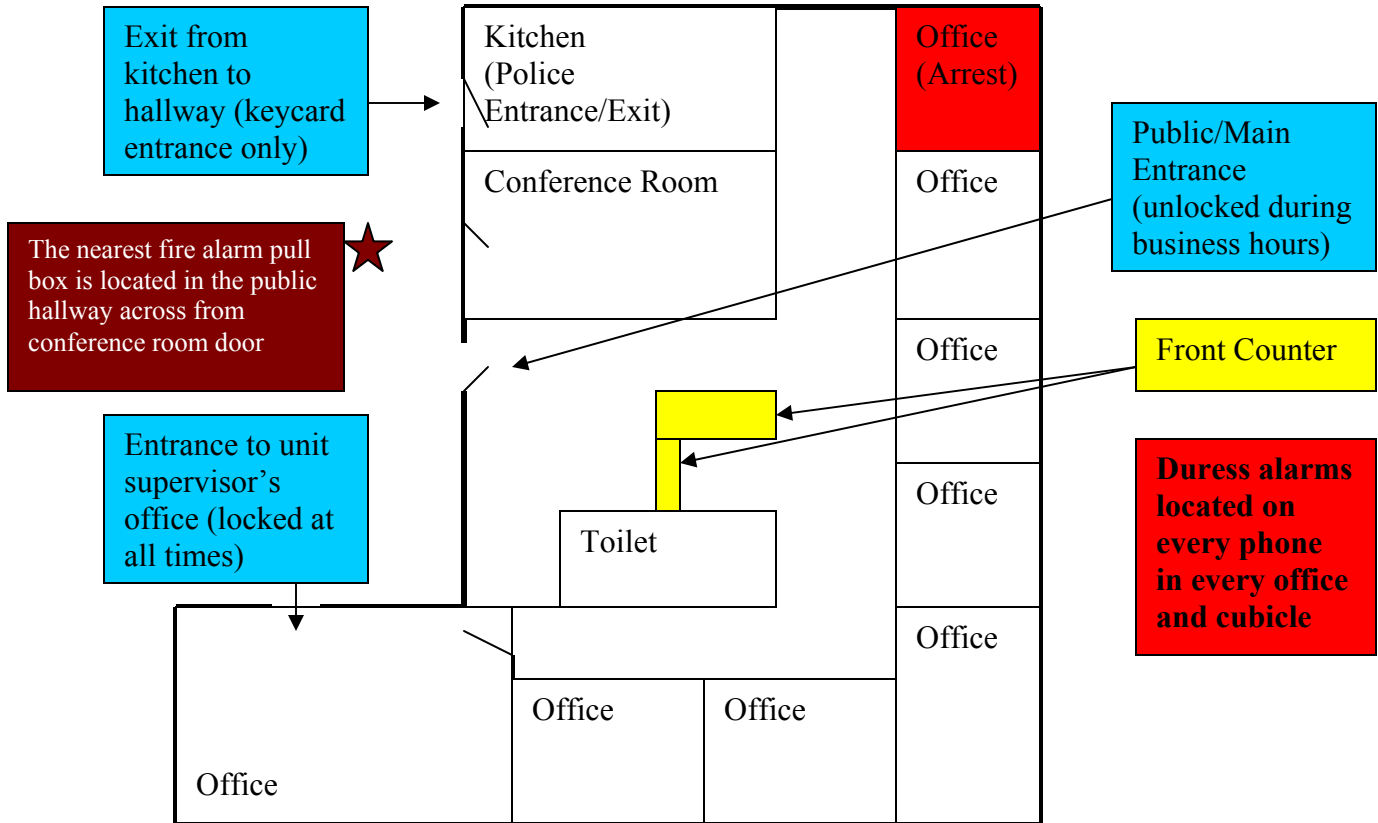 Exit from
kitchen to
hallway (keycard
entrance only)
Kitchen
(Police
Entrance/Exit)
Office
(Arrest)
Public/Main
Entrance
(unlocked during
business hours)
Conference Room
Office
The nearest fire alarm pull
box is located in the public
hallway across from
conference room door
Office
Front Counter
Entrance to unit
supervisor’s
office (locked at
all times)
Office
Duress alarms
located on
every phone
in every office
and cubicle
Toilet
Office
Office
Office
Office